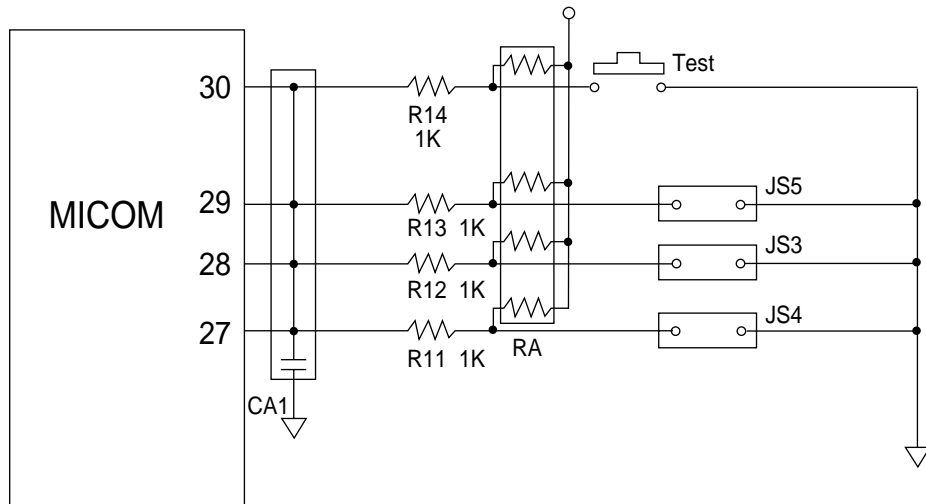 30
Test
R14
1K
MICOM
29
JS5
R13 1K
28
JS3
R12 1K
27
JS4
R11 1K
RA
CA1